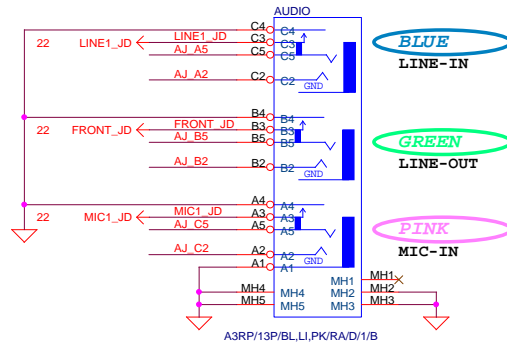 AUDIO
C4 C4
22 LINE1_JD LINE1_JD C3 C3
AJ_A5 C5 C5
AJ_A2 C2 C2
GND
BLUE
LINE-IN
B4 B4
22 FRONT_JD FRONT_JD B3 B3
AJ_B5 B5 B5
AJ_B2 B2 B2
GND
GREEN
LINE-OUT
A4 A4
22 MIC1_JD MIC1_JD A3 A3
AJ_C5 A5 A5
AJ_C2 A2 A2
GND
A1 A1
PINK
MIC-IN
MH1 MH1
MH4 MH4 MH2 MH2
MH5 MH5 MH3 MH3
A3RP/13P/BL,LI,PK/RA/D/1/B